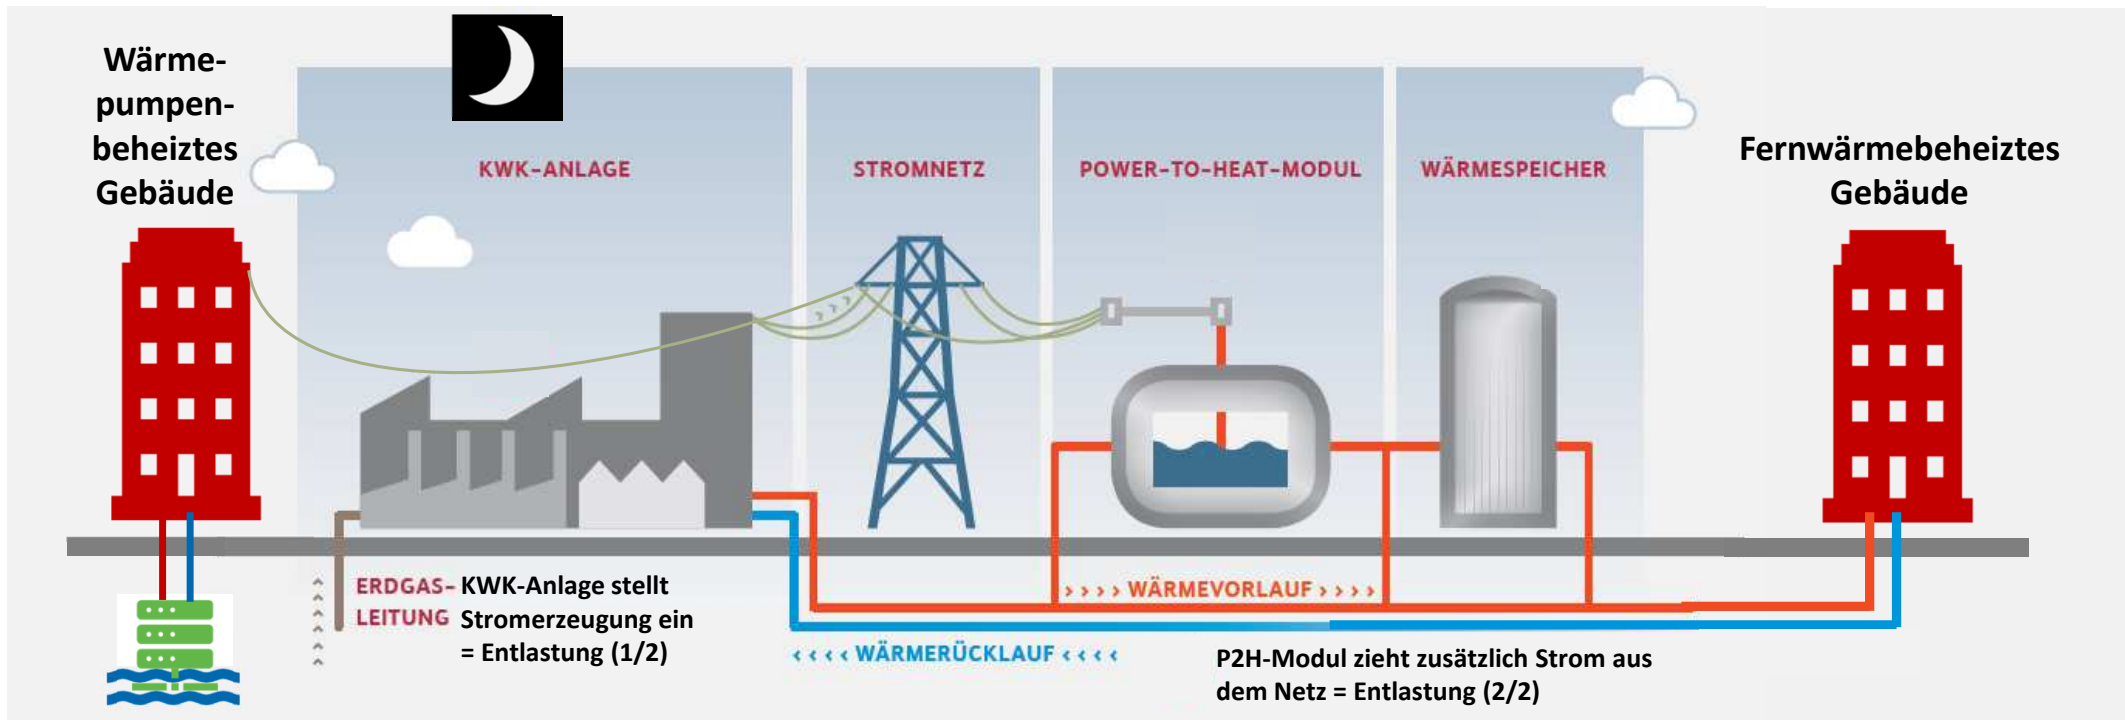 Wärme-
pumpen-
beheiztes
Gebäude
KWK-ANLAGE
STROMNETZ
POWER-TO-HEAT-MODUL
WÄRMESPEICHER
Fernwärmebeheiztes
Gebäude
ERDGAS-
LEITUNG
KWK-Anlage stellt
Stromerzeugung ein
= Entlastung (1/2)
›››› WÄRMEVORLAUF ››››
‹‹‹‹ WÄRMERÜCKLAUF ‹‹‹‹
P2H-Modul zieht zusätzlich Strom aus
dem Netz = Entlastung (2/2)